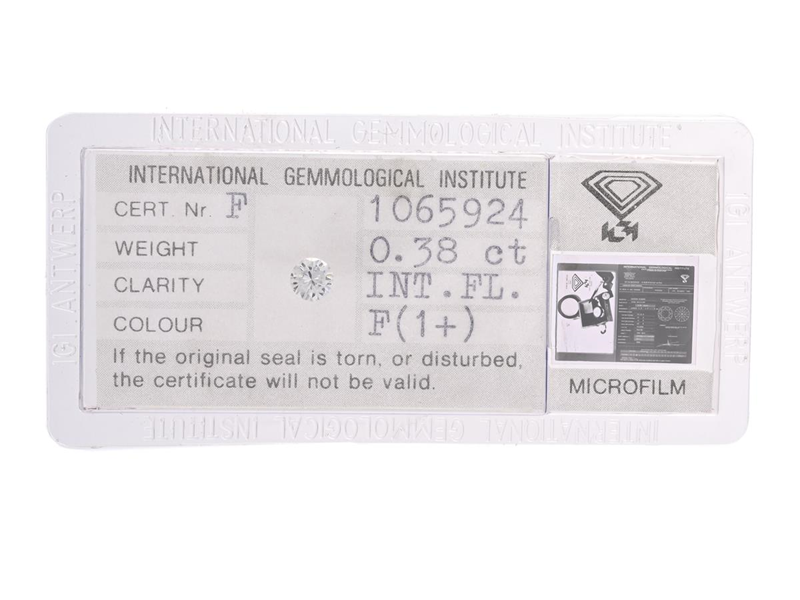 INTERNATIONAL GEMMOLOGICAL INSTITUTE
INTERNATIONAL GEMMOLOGICAL INSTITUTE
CERT. Nr. F 1065924
WEIGHT 0.38 ct
CLARITY INT.FL.
COLOUR F(1+)
If the original seal is torn, or disturbed,
the certificate will not be valid.
IGI
MICROFILM
IGI ANTWERP
IGI ANTWERP
INTERNATIONAL GEMMOLOGICAL INSTITUTE